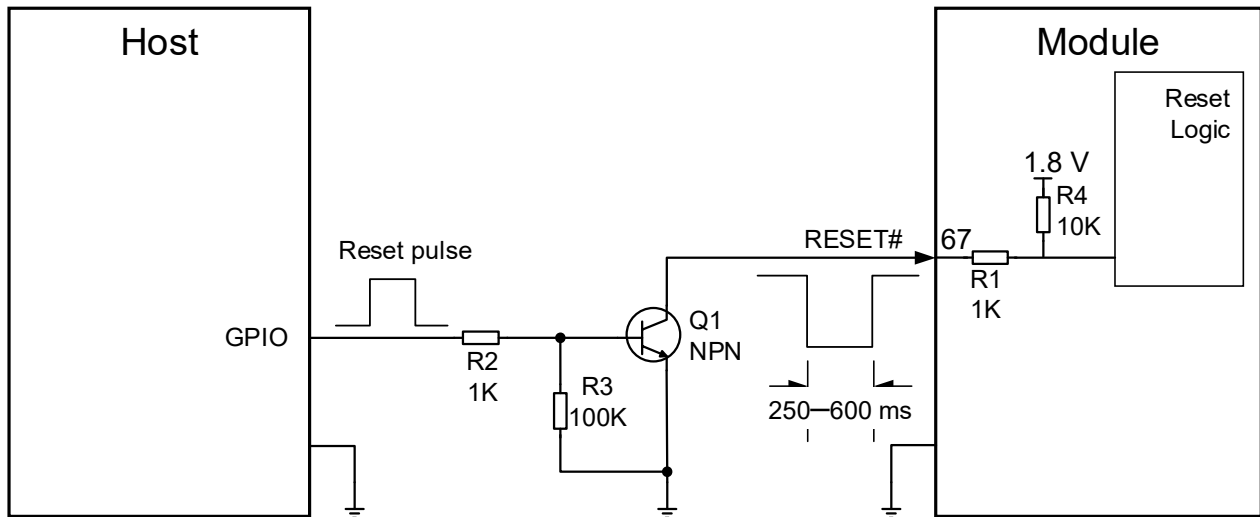 Host
Module
Reset
Logic
1.8 V
R4
10K
Reset pulse
RESET#
67
R1
1K
GPIO
Q1
NPN
R2
1K
R3
100K
250—600 ms